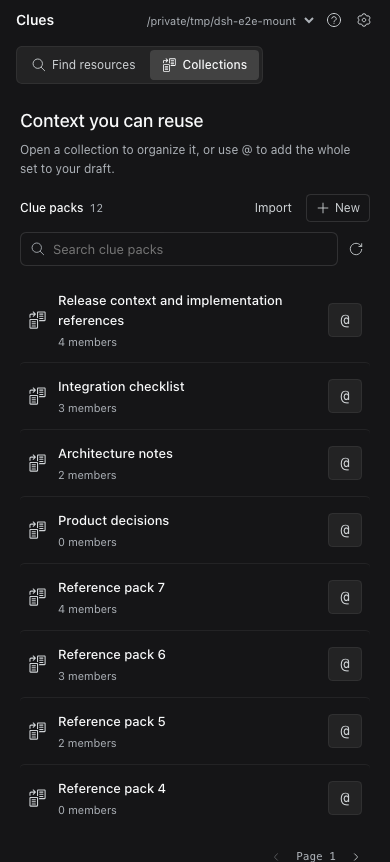 Clues
/private/tmp/dsh-e2e-mount
Find resources
Collections
Context you can reuse
Open a collection to organize it, or use @ to add the whole
set to your draft.
Clue packs 12
Import
+ New
Search clue packs
Release context and implementation
references
4 members
@
Integration checklist
3 members
@
Architecture notes
2 members
@
Product decisions
0 members
@
Reference pack 7
4 members
@
Reference pack 6
3 members
@
Reference pack 5
2 members
@
Reference pack 4
0 members
@
Page 1